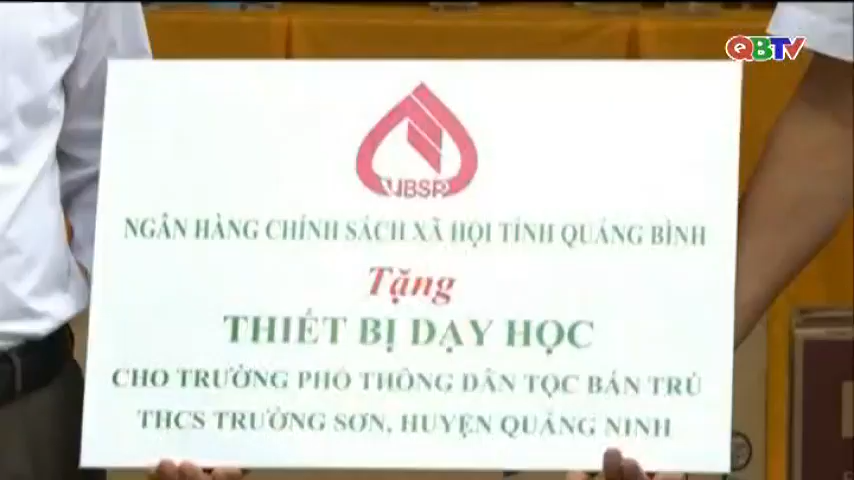 QBTV
VBSP
NGÂN HÀNG CHÍNH SÁCH XÃ HỘI TỈNH QUẢNG BÌNH
Tặng
THIẾT BỊ DẠY HỌC
CHO TRƯỜNG PHỔ THÔNG DÂN TỘC BÁN TRÚ
THCS TRƯỜNG SƠN, HUYỆN QUẢNG NINH